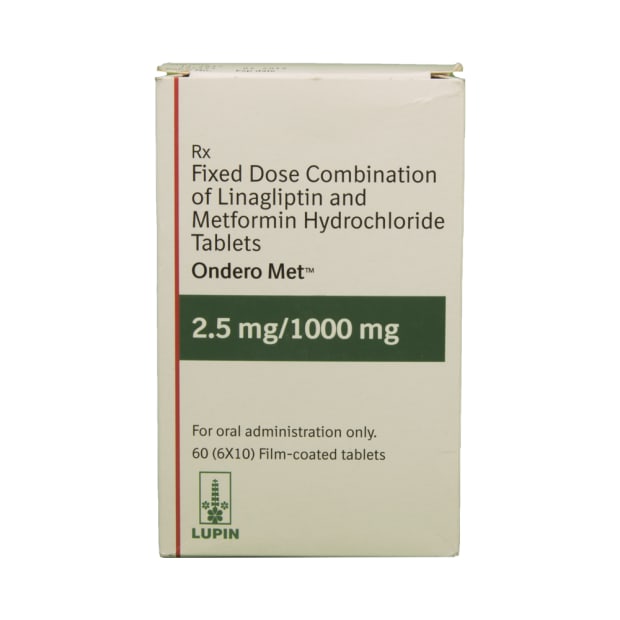 Rx
Fixed Dose Combination
of Linagliptin and
Metformin Hydrochloride
Tablets
Ondero Met™
2.5 mg/1000 mg
For oral administration only.
60 (6X10) Film-coated tablets
LUPIN